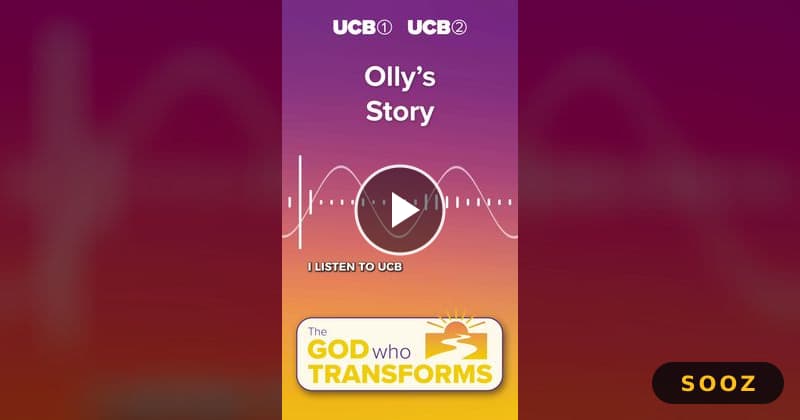 UCB① UCB②
Olly's
Story
I LISTEN TO UCB
The
GOD who
TRANSFORMS
SOOZ